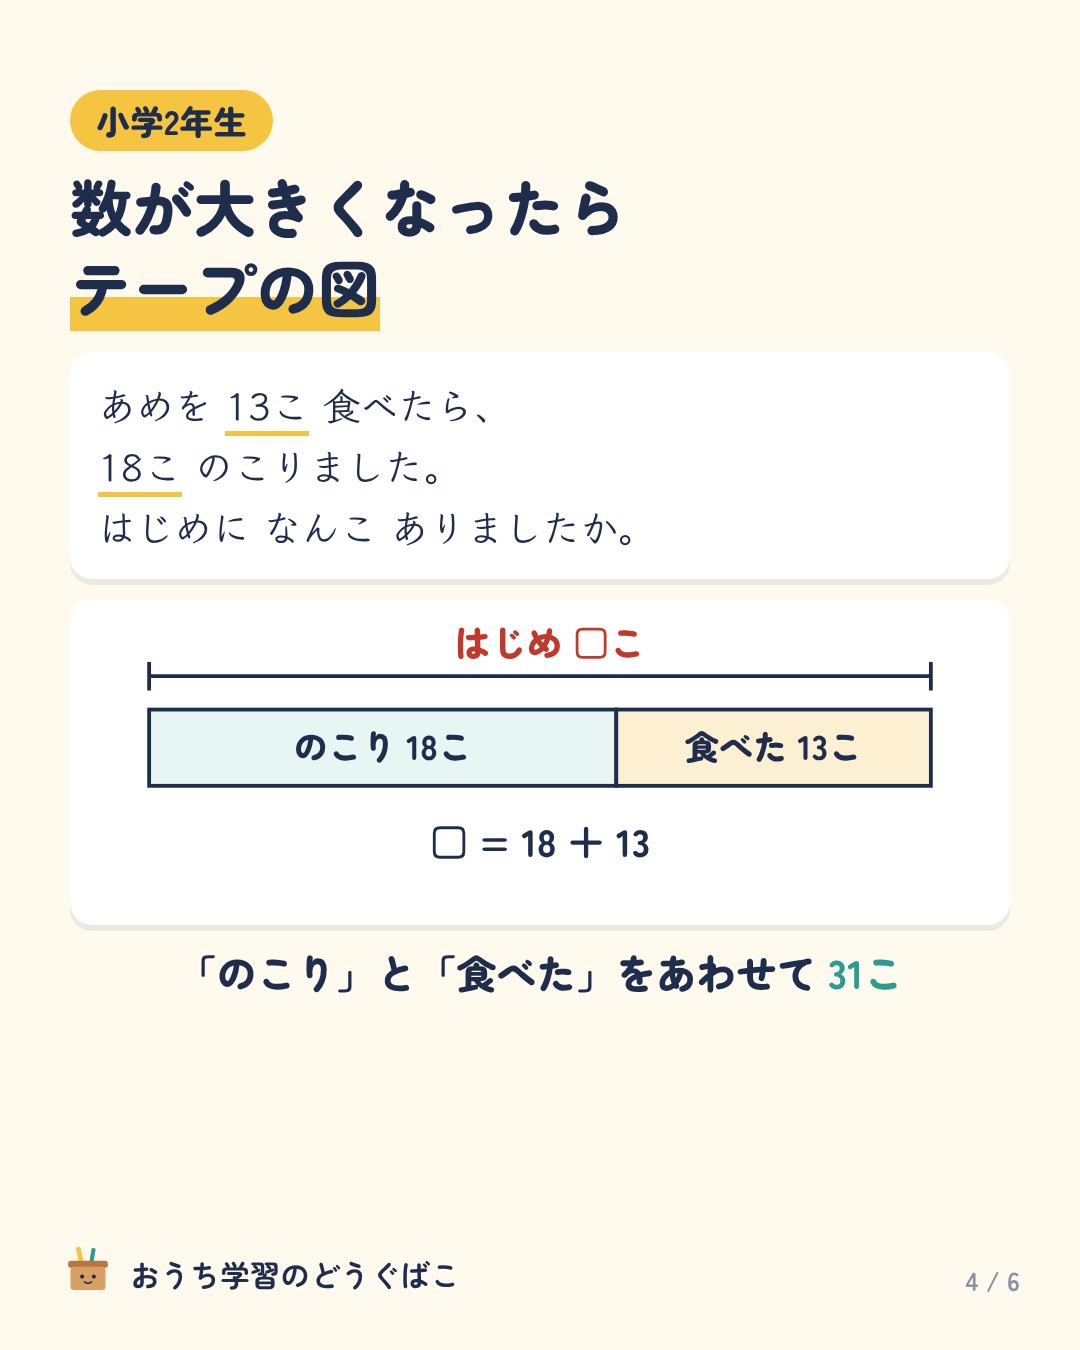 小学2年生
数が大きくなったら
テープの図
あめを 13こ 食べたら、
18こ のこりました。
はじめに なんこ ありましたか。
はじめ □こ
のこり 18こ 食べた 13こ
□ = 18 + 13
「のこり」と「食べた」をあわせて 31こ
おうち学習のどうぐばこ
4 / 6